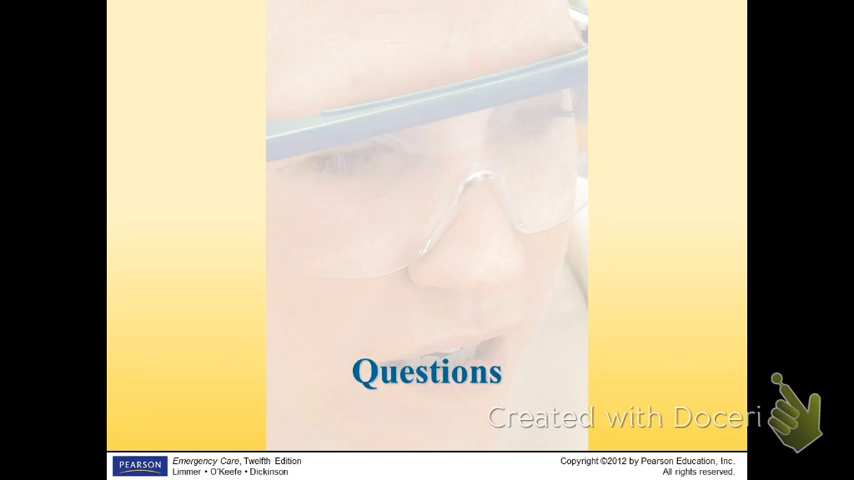 Questions
Created with Doceri
PEARSON
Emergency Care, Twelfth Edition
Limmer • O'Keefe • Dickinson
Copyright ©2012 by Pearson Education, Inc.
All rights reserved.